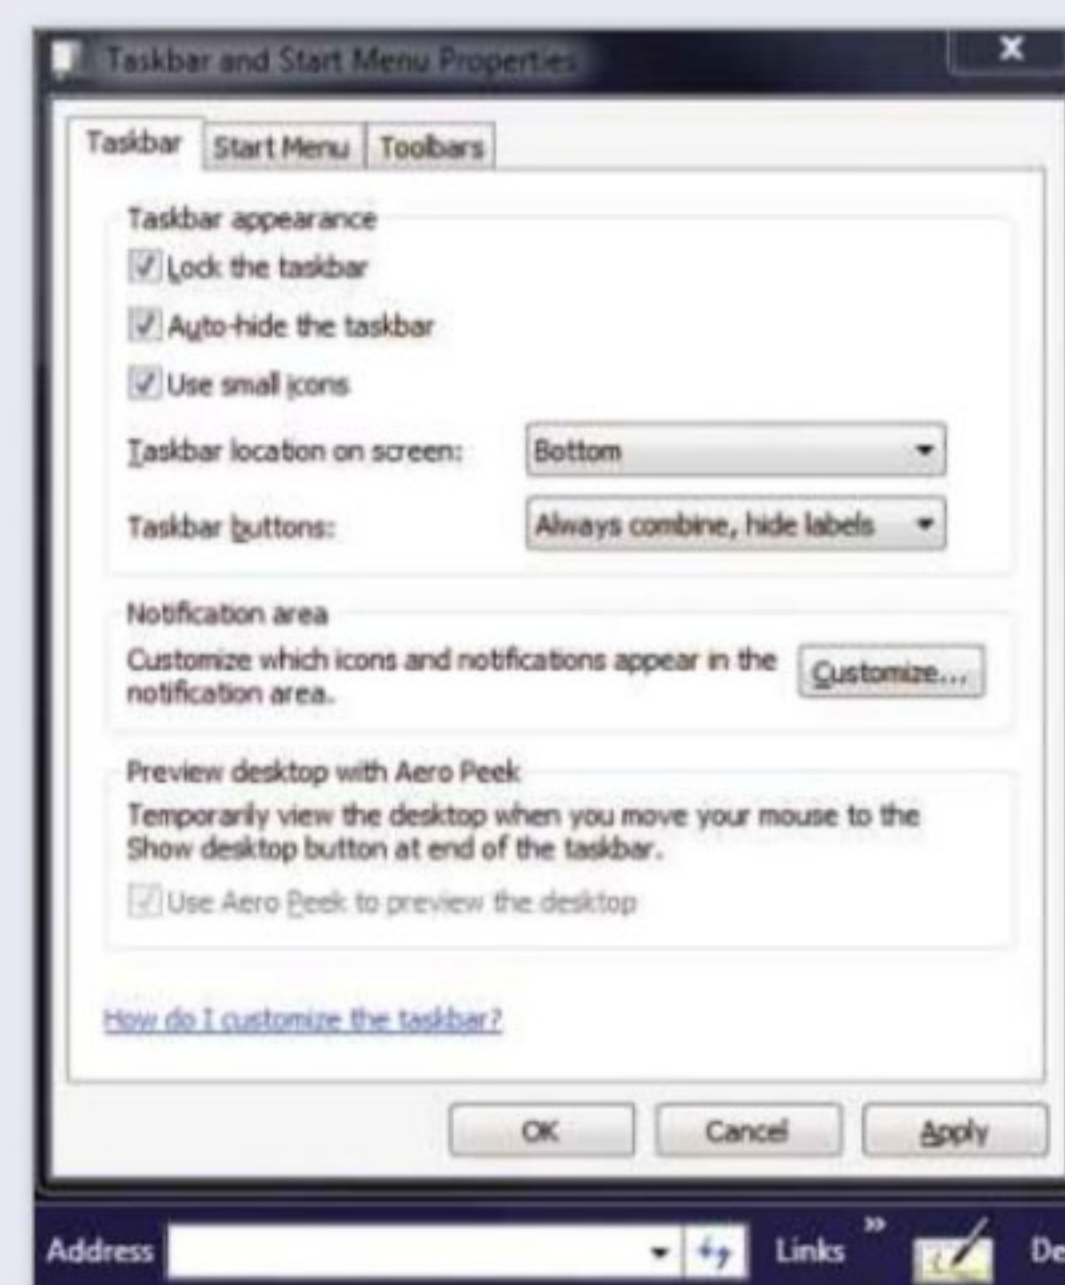 Taskbar and Start Menu Properties
Taskbar
Start Menu
Toolbars
Taskbar appearance
Lock the taskbar
Auto-hide the taskbar
Use small icons
Taskbar location on screen:
Bottom
Taskbar buttons:
Always combine, hide labels
Notification area
Customize which icons and notifications appear in the
notification area.
Customize...
Preview desktop with Aero Peek
Temporarily view the desktop when you move your mouse to the
Show desktop button at end of the taskbar.
Use Aero Peek to preview the desktop
How do I customize the taskbar?
OK
Cancel
Apply
Address
Links
De